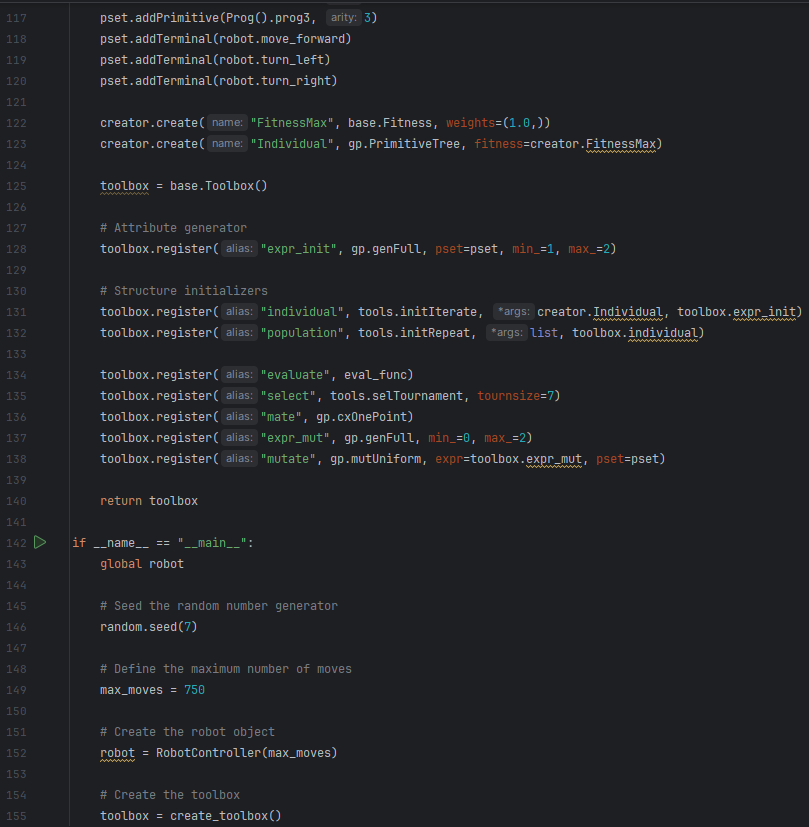 117 pset.addPrimitive(Prog().prog3, arity: 3)
118 pset.addTerminal(robot.move_forward)
119 pset.addTerminal(robot.turn_left)
120 pset.addTerminal(robot.turn_right)
121
122 creator.create( name: "FitnessMax", base.Fitness, weights=(1.0,))
123 creator.create( name: "Individual", gp.PrimitiveTree, fitness=creator.FitnessMax)
124
125 toolbox = base.Toolbox()
126
127 # Attribute generator
128 toolbox.register( alias: "expr_init", gp.genFull, pset=pset, min_=1, max_=2)
129
130 # Structure initializers
131 toolbox.register( alias: "individual", tools.initIterate, *args: creator.Individual, toolbox.expr_init)
132 toolbox.register( alias: "population", tools.initRepeat, *args: list, toolbox.individual)
133
134 toolbox.register( alias: "evaluate", eval_func)
135 toolbox.register( alias: "select", tools.selTournament, tournsize=7)
136 toolbox.register( alias: "mate", gp.cxOnePoint)
137 toolbox.register( alias: "expr_mut", gp.genFull, min_=0, max_=2)
138 toolbox.register( alias: "mutate", gp.mutUniform, expr=toolbox.expr_mut, pset=pset)
139
140 return toolbox
141
142 if __name__ == "__main__":
143 global robot
144
145 # Seed the random number generator
146 random.seed(7)
147
148 # Define the maximum number of moves
149 max_moves = 750
150
151 # Create the robot object
152 robot = RobotController(max_moves)
153
154 # Create the toolbox
155 toolbox = create_toolbox()